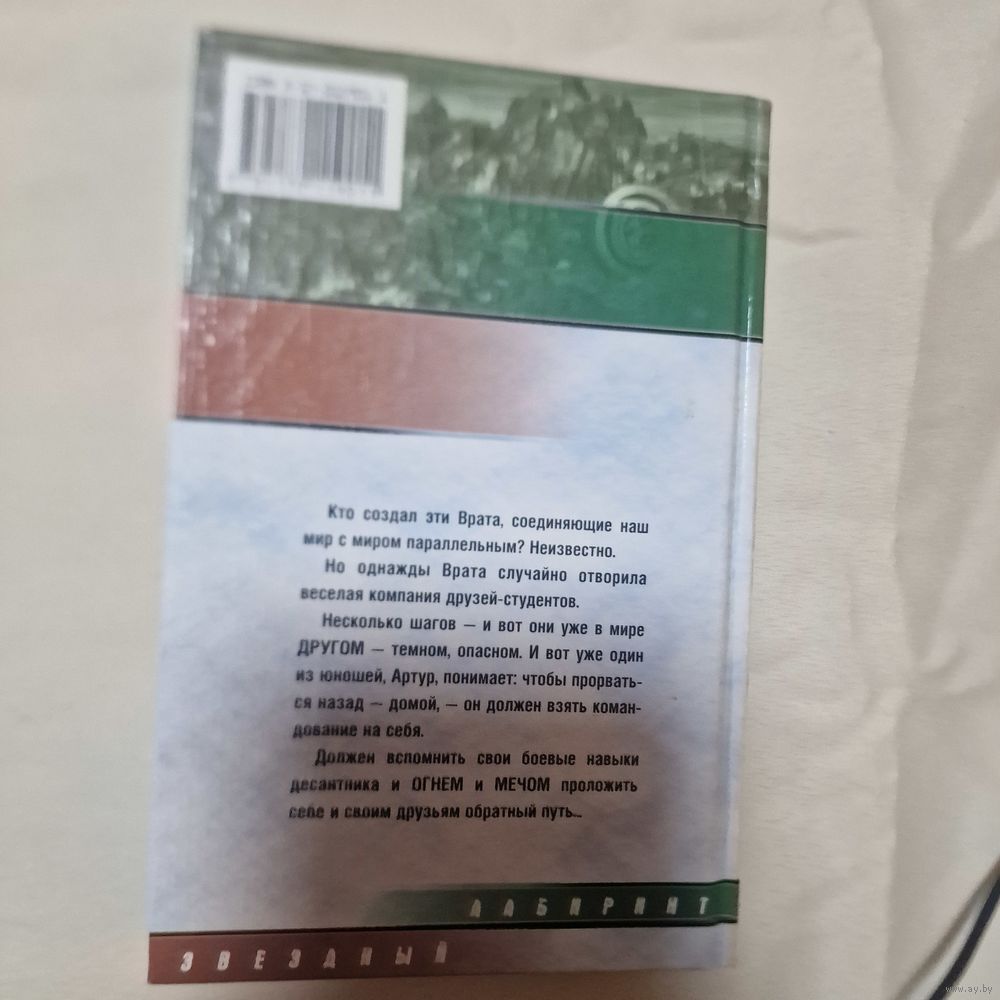 Кто создал эти Врата, соединяющие наш
мир с миром параллельным? Неизвестно.
Но однажды Врата случайно отворила
веселая компания друзей-студентов.
Несколько шагов — и вот они уже в мире
ДРУГОМ — темном, опасном. И вот уже один
из юношей, Артур, понимает: чтобы прорвать-
ся назад — домой, — он должен взять коман-
дование на себя.
Должен вспомнить свои боевые навыки
десантника и ОГНЕМ и МЕЧОМ проложить
себе и своим друзьям обратный путь...
ЛАБИРИНТ
ЗВЕЗДНЫЙ
www.ay.by